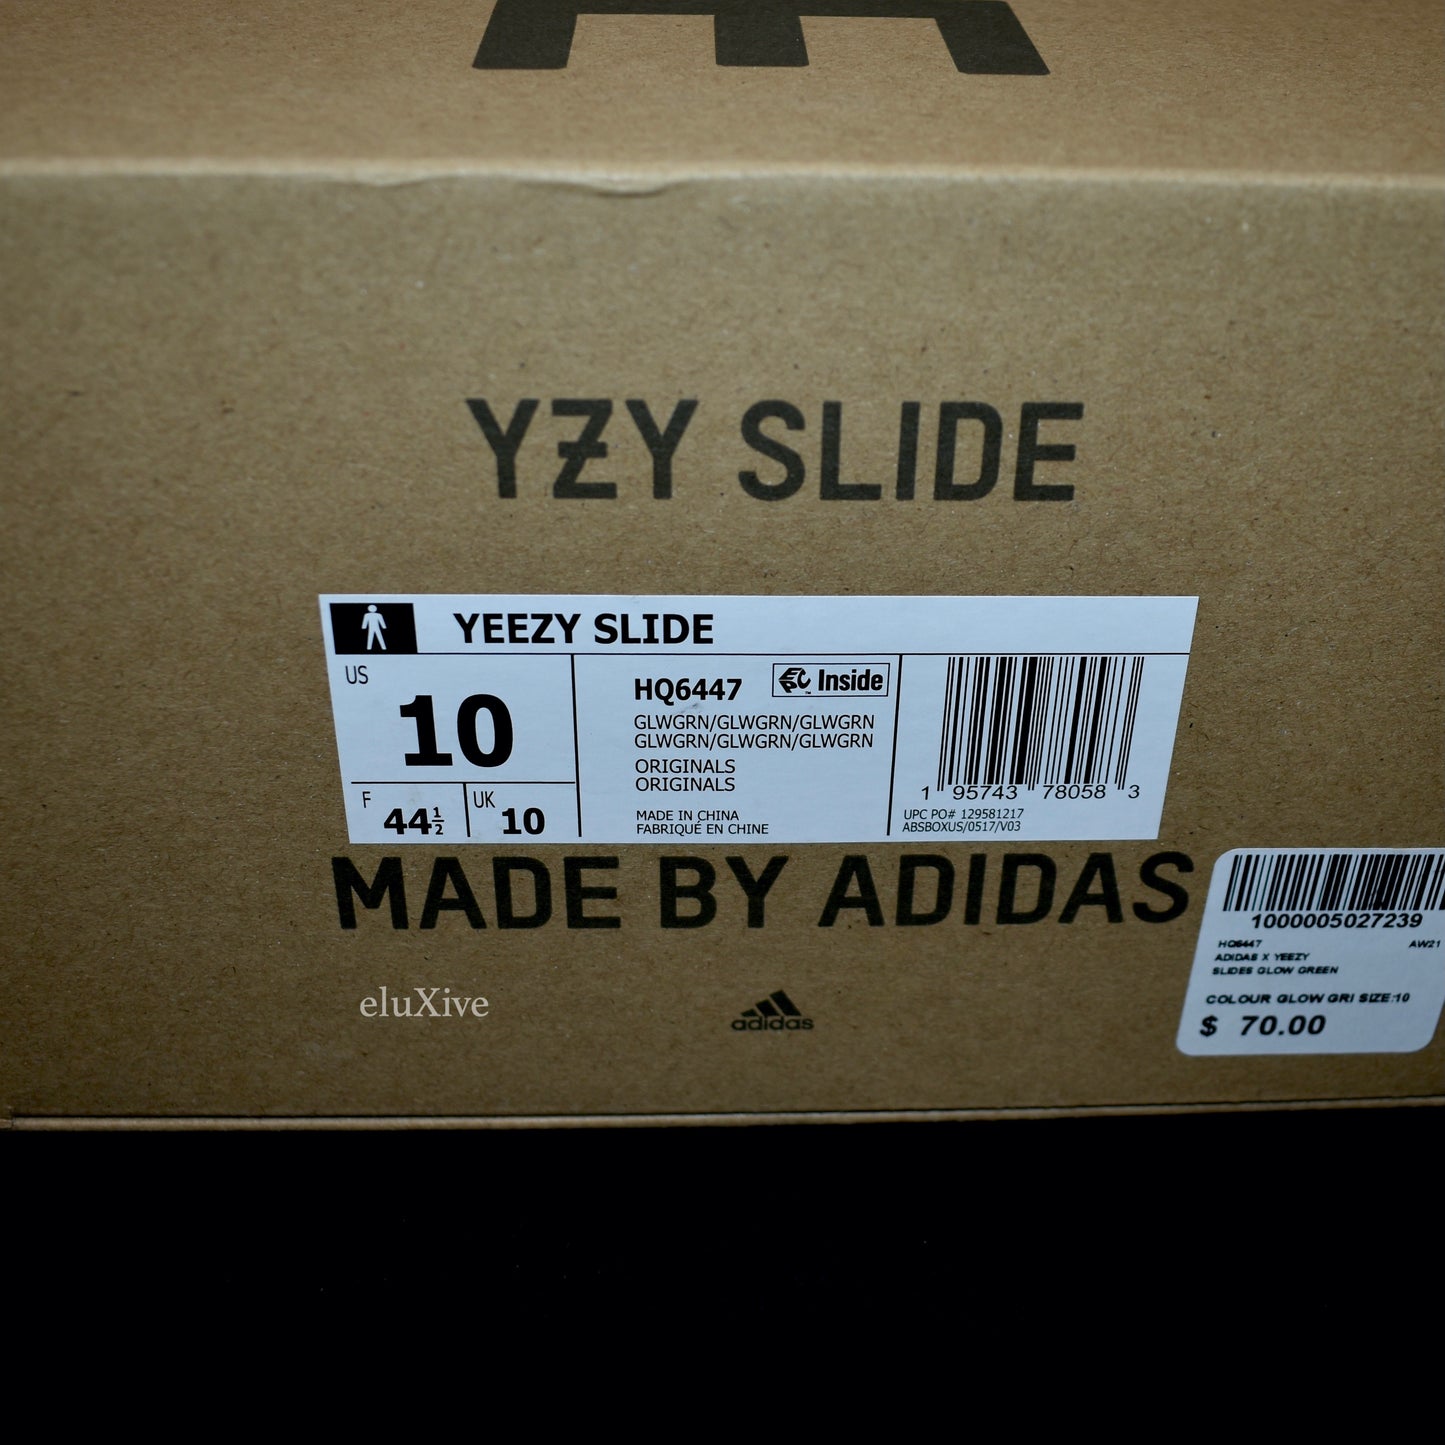 YZY SLIDE
YEEZY SLIDE
US
10
F
44½
UK
10
HQ6447
EPC Inside
™
GLWGRN/GLWGRN/GLWGRN
GLWGRN/GLWGRN/GLWGRN
ORIGINALS
ORIGINALS
MADE IN CHINA
FABRIQUÉ EN CHINE
1 95743 78058 3
UPC PO# 129581217
ABSBOXUS/0517/V03
MADE BY ADIDAS
eluXive
adidas
1000005027239
HQ6447 AW21
ADIDAS X YEEZY
SLIDES GLOW GREEN
COLOUR GLOW GRI SIZE:10
$ 70.00